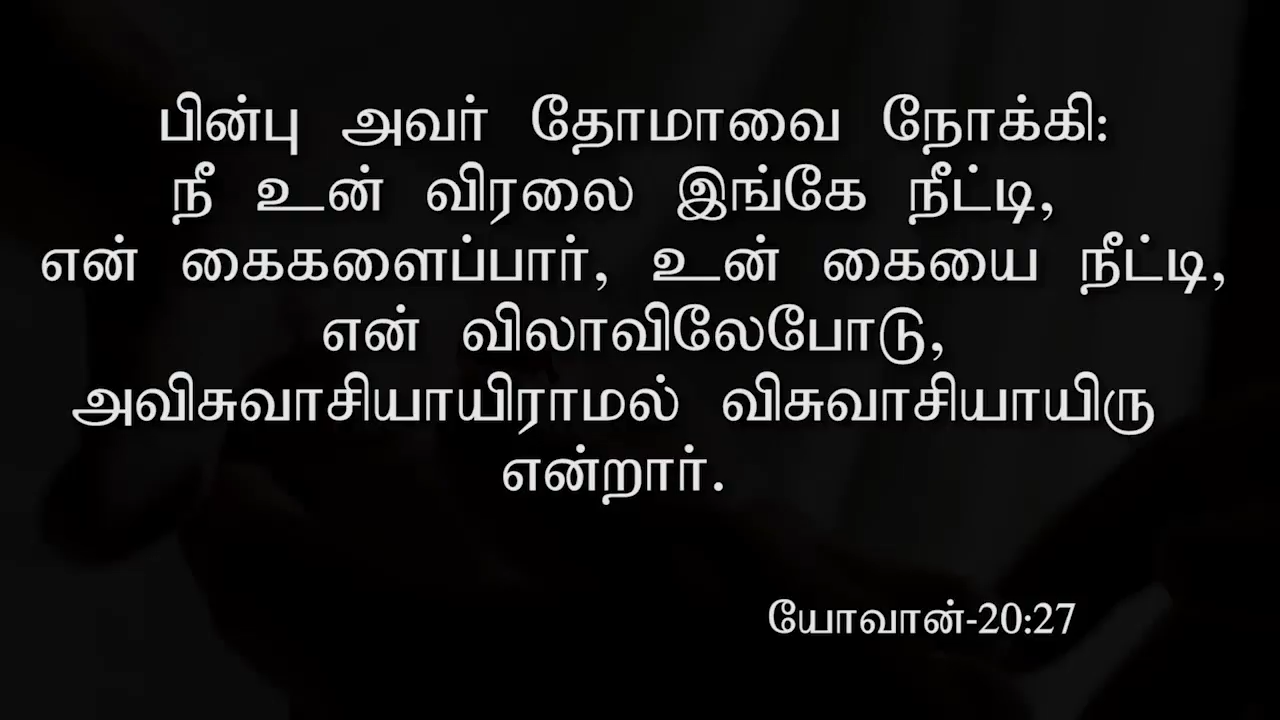 பின்பு அவர் தோமாவை நோக்கி:
நீ உன் விரலை இங்கே நீட்டி,
என் கைகளைப்பார், உன் கையை நீட்டி,
என் விலாவிலேபோடு,
அவிசுவாசியாயிராமல் விசுவாசியாயிரு
என்றார்.
யோவான்-20:27